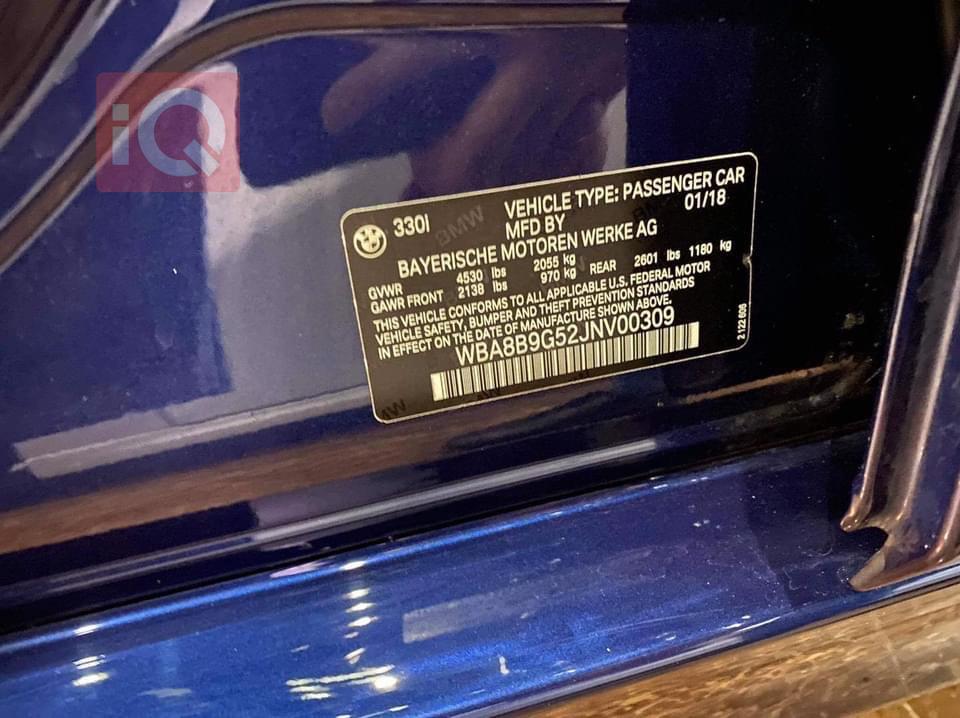 iQ
330I
VEHICLE TYPE: PASSENGER CAR
MFD BY 01/18
BAYERISCHE MOTOREN WERKE AG
GVWR 4530 lbs 2055 kg
GAWR FRONT 2138 lbs 970 kg REAR 2601 lbs 1180 kg
THIS VEHICLE CONFORMS TO ALL APPLICABLE U.S. FEDERAL MOTOR
VEHICLE SAFETY, BUMPER AND THEFT PREVENTION STANDARDS
IN EFFECT ON THE DATE OF MANUFACTURE SHOWN ABOVE.
WBA8B9G52JNV00309
2 122 606
BMW